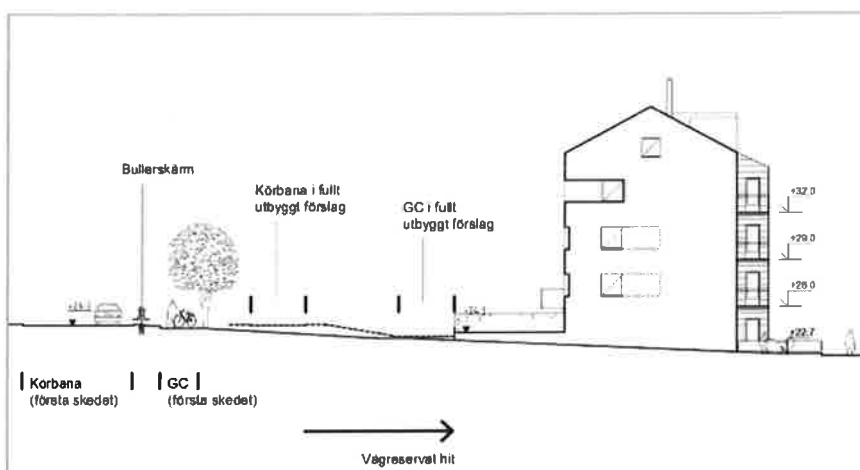 Bullerskärm
Körbana i fullt
utbyggt förslag
GC i fullt
utbyggt förslag
+32.0
+29.0
+26.0
+22.7
Körbana
(första skedet)
GC
(första skedet)
Vägreservat hit